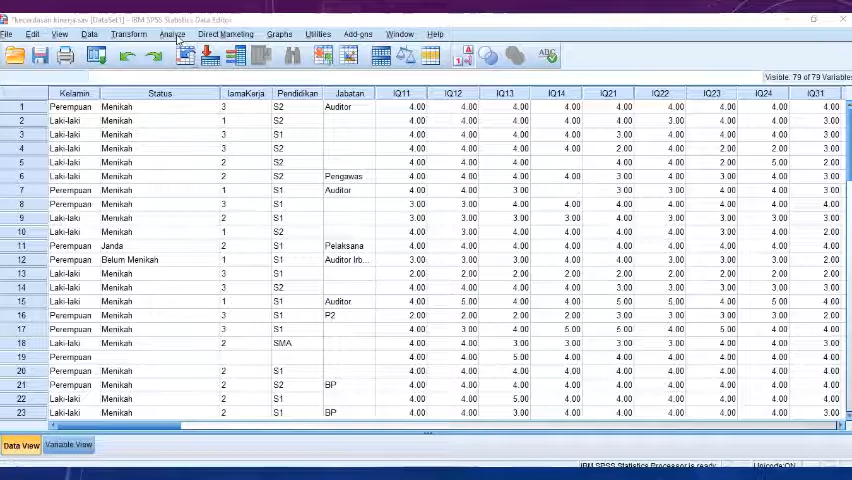 *kecerdasan kinerja.sav [DataSet1] - IBM SPSS Statistics Data Editor
File Edit View Data Transform Analyze Direct Marketing Graphs Utilities Add-ons Window Help
Visible: 79 of 79 Variables
Kelamin Status lamaKerja Pendidikan Jabatan IQ11 IQ12 IQ13 IQ14 IQ21 IQ22 IQ23 IQ24 IQ31
1 Perempuan Menikah 3 S2 Auditor 4.00 4.00 4.00 4.00 4.00 4.00 4.00 4.00 4.00
2 Laki-laki Menikah 1 S2 4.00 4.00 4.00 4.00 4.00 3.00 4.00 4.00 3.00
3 Laki-laki Menikah 3 S1 4.00 4.00 4.00 4.00 3.00 4.00 4.00 4.00 3.00
4 Laki-laki Menikah 3 S2 4.00 4.00 4.00 4.00 2.00 4.00 2.00 2.00 2.00
5 Laki-laki Menikah 2 S2 4.00 4.00 4.00 4.00 4.00 2.00 5.00 2.00
6 Laki-laki Menikah 2 S2 Pengawas 4.00 4.00 4.00 4.00 3.00 3.00 4.00 4.00 3.00
7 Perempuan Menikah 1 S1 Auditor 4.00 4.00 3.00 3.00 3.00 4.00 4.00 3.00
8 Perempuan Menikah 3 S1 3.00 3.00 4.00 4.00 4.00 4.00 4.00 4.00 3.00
9 Laki-laki Menikah 2 S1 4.00 3.00 3.00 3.00 4.00 3.00 3.00 4.00 3.00
10 Laki-laki Menikah 1 S2 4.00 3.00 3.00 4.00 4.00 4.00 4.00 3.00 3.00
11 Perempuan Janda 2 S1 Pelaksana 4.00 4.00 4.00 4.00 4.00 4.00 4.00 4.00 4.00
12 Perempuan Belum Menikah 1 S1 Auditor Irb... 3.00 3.00 3.00 4.00 3.00 3.00 3.00 4.00 3.00
13 Laki-laki Menikah 3 S1 2.00 2.00 2.00 2.00 2.00 2.00 2.00 2.00 2.00
14 Laki-laki Menikah 3 S2 4.00 4.00 4.00 4.00 3.00 3.00 4.00 4.00 3.00
15 Laki-laki Menikah 1 S1 Auditor 4.00 5.00 4.00 4.00 5.00 5.00 4.00 5.00 4.00
16 Perempuan Menikah 3 S1 P2 2.00 2.00 2.00 3.00 2.00 3.00 3.00 3.00 2.00
17 Perempuan Menikah 3 S1 4.00 4.00 4.00 5.00 5.00 4.00 5.00 4.00 4.00
18 Laki-laki Menikah 2 SMA 4.00 3.00 3.00 3.00 4.00 4.00 4.00 4.00 3.00
19 Perempuan 4.00 4.00 5.00 4.00 4.00 4.00 4.00 4.00 4.00
20 Perempuan Menikah 2 S1 4.00 4.00 4.00 4.00 4.00 4.00 4.00 4.00 4.00
21 Perempuan Menikah 2 S2 BP 4.00 4.00 4.00 4.00 4.00 4.00 4.00 4.00 3.00
22 Laki-laki Menikah 2 S1 4.00 4.00 5.00 4.00 4.00 4.00 4.00 4.00 4.00
23 Laki-laki Menikah 2 S1 BP 4.00 4.00 3.00 4.00 4.00 4.00 4.00 4.00 3.00
Data View Variable View
IBM SPSS Statistics Processor is ready Unicode:ON